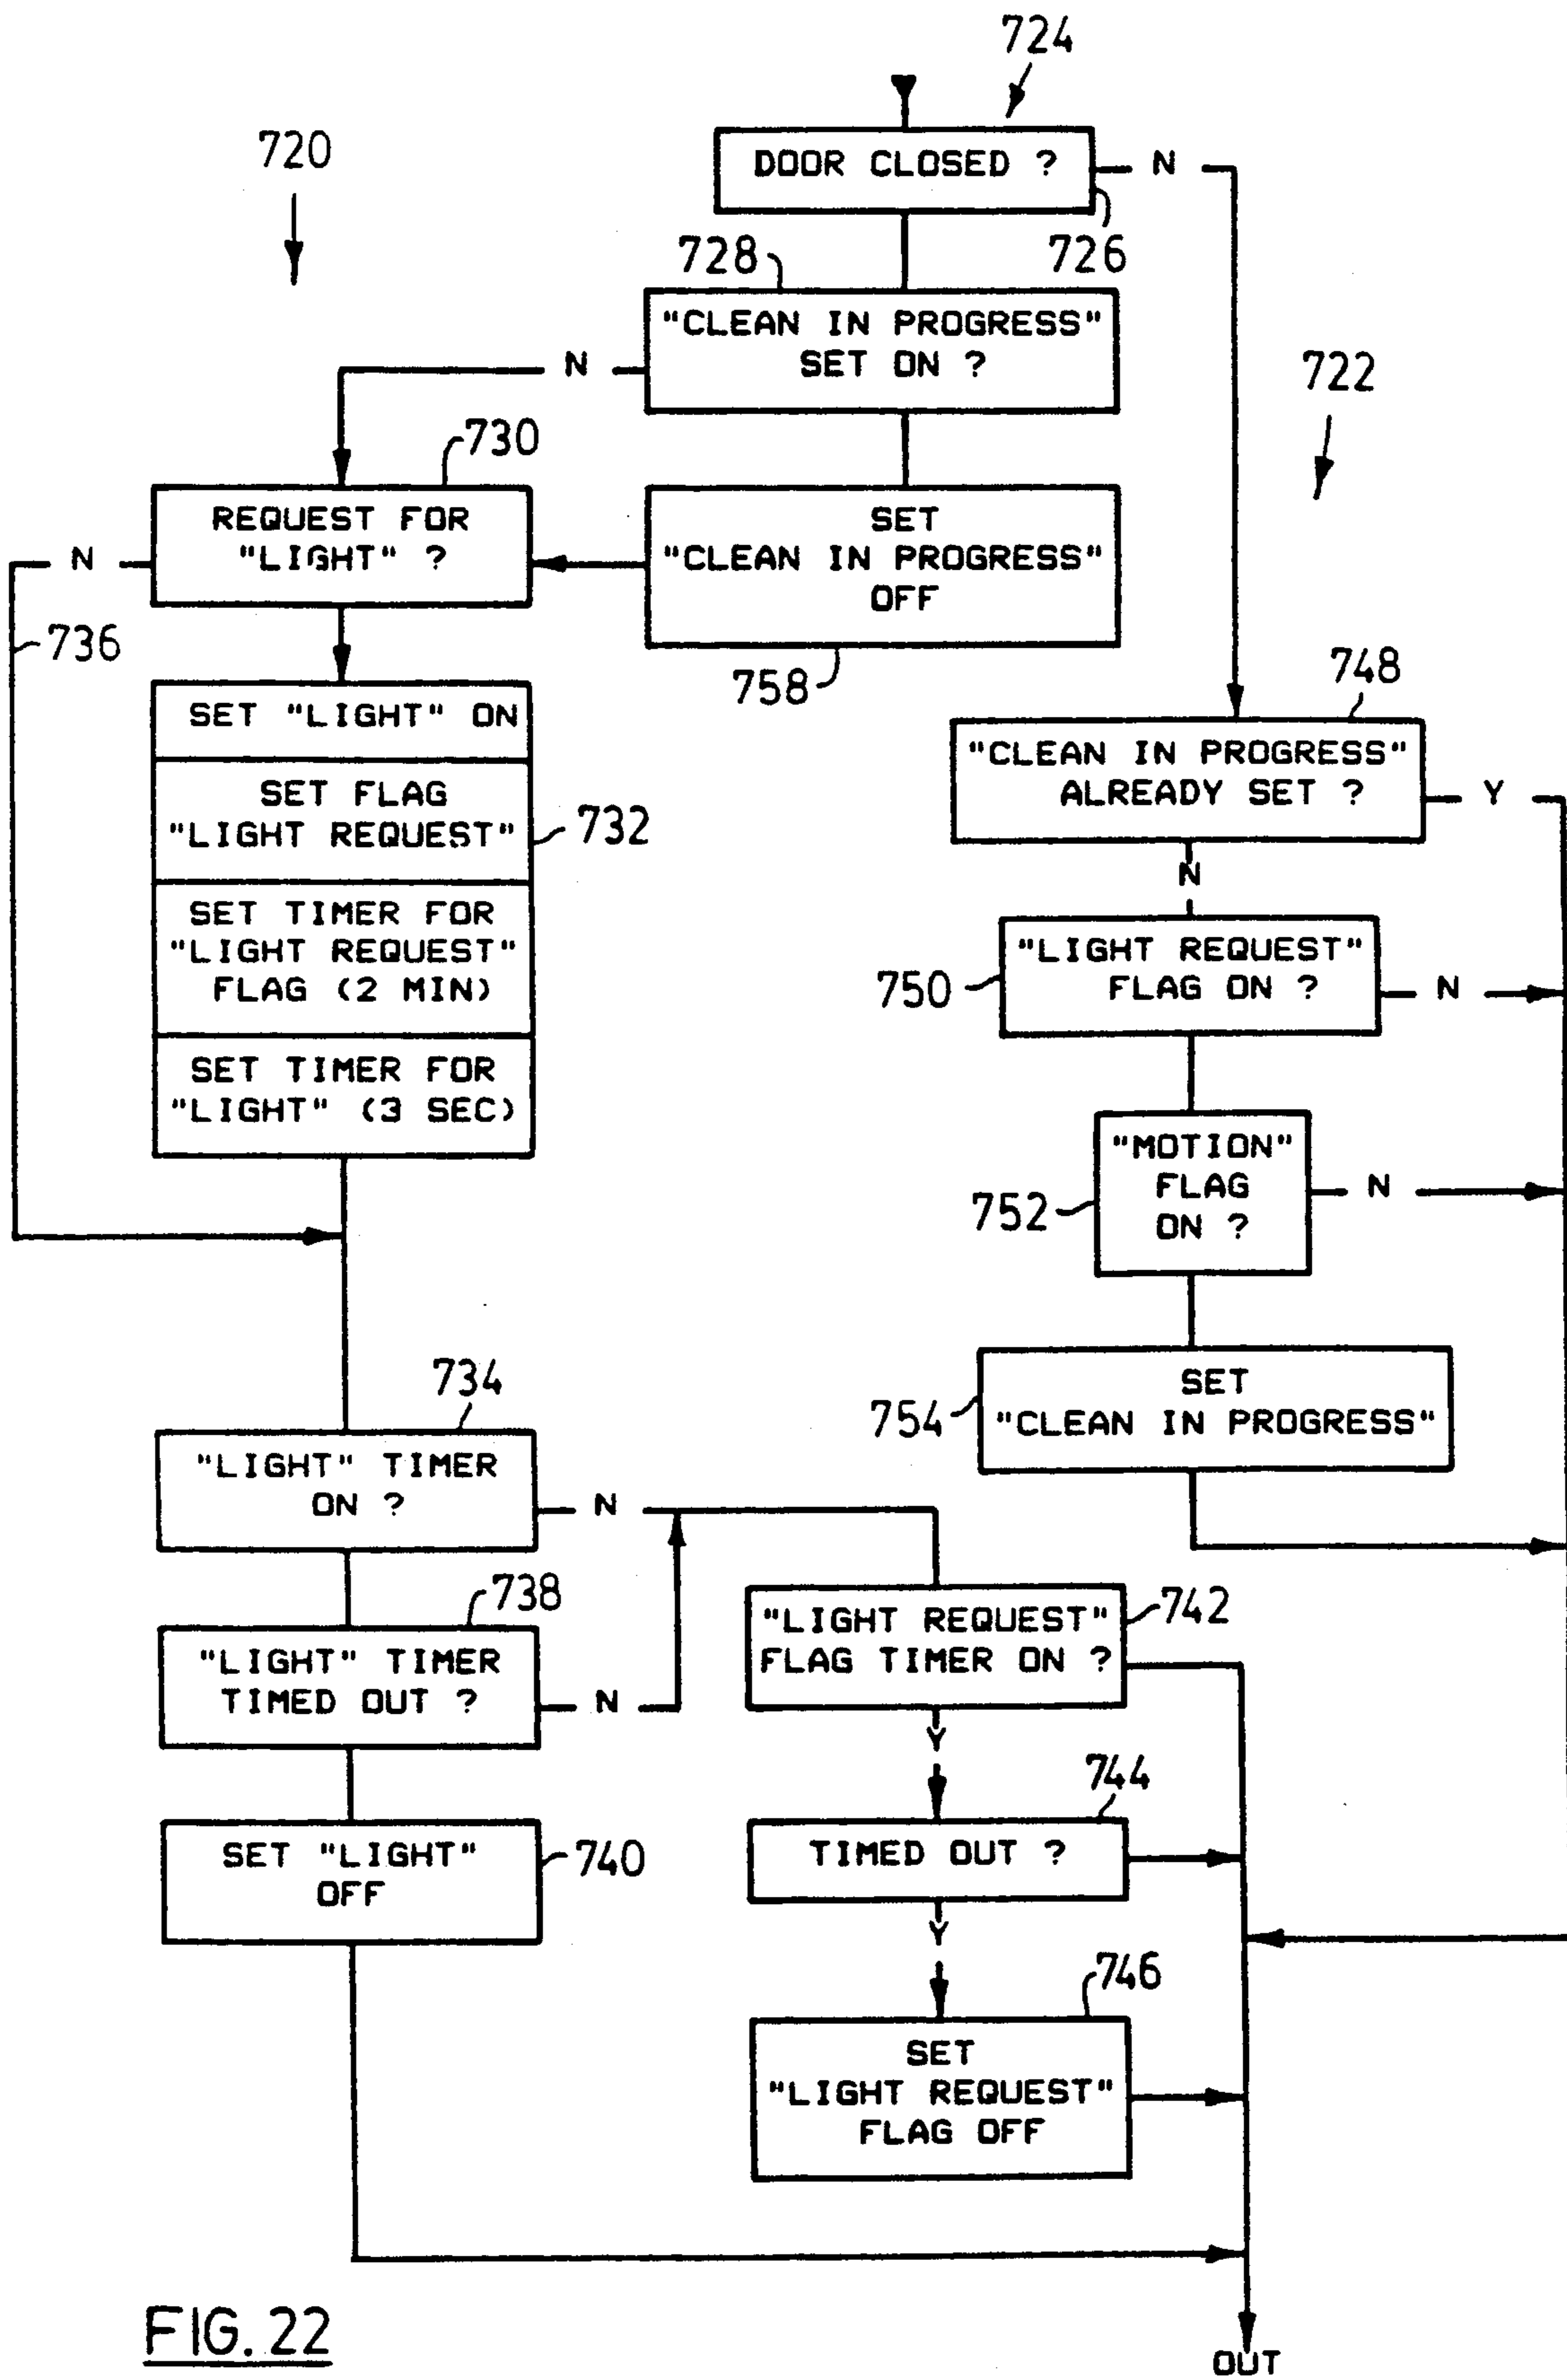 724
720
DOOR CLOSED ?
N
726
728
"CLEAN IN PROGRESS"
SET ON ?
N
722
730
REQUEST FOR
"LIGHT" ?
N
SET
"CLEAN IN PROGRESS"
OFF
736
758
748
SET "LIGHT" ON
"CLEAN IN PROGRESS"
ALREADY SET ?
Y
SET FLAG
"LIGHT REQUEST"
732
N
SET TIMER FOR
"LIGHT REQUEST"
FLAG (2 MIN)
"LIGHT REQUEST"
FLAG ON ?
750
N
SET TIMER FOR
"LIGHT" (3 SEC)
"MOTION"
FLAG
ON ?
752
N
734
SET
"CLEAN IN PROGRESS"
754
"LIGHT" TIMER
ON ?
N
738
"LIGHT" TIMER
TIMED OUT ?
N
"LIGHT REQUEST"
FLAG TIMER ON ?
742
Y
744
SET "LIGHT"
OFF
740
TIMED OUT ?
Y
746
SET
"LIGHT REQUEST"
FLAG OFF
FIG. 22
OUT